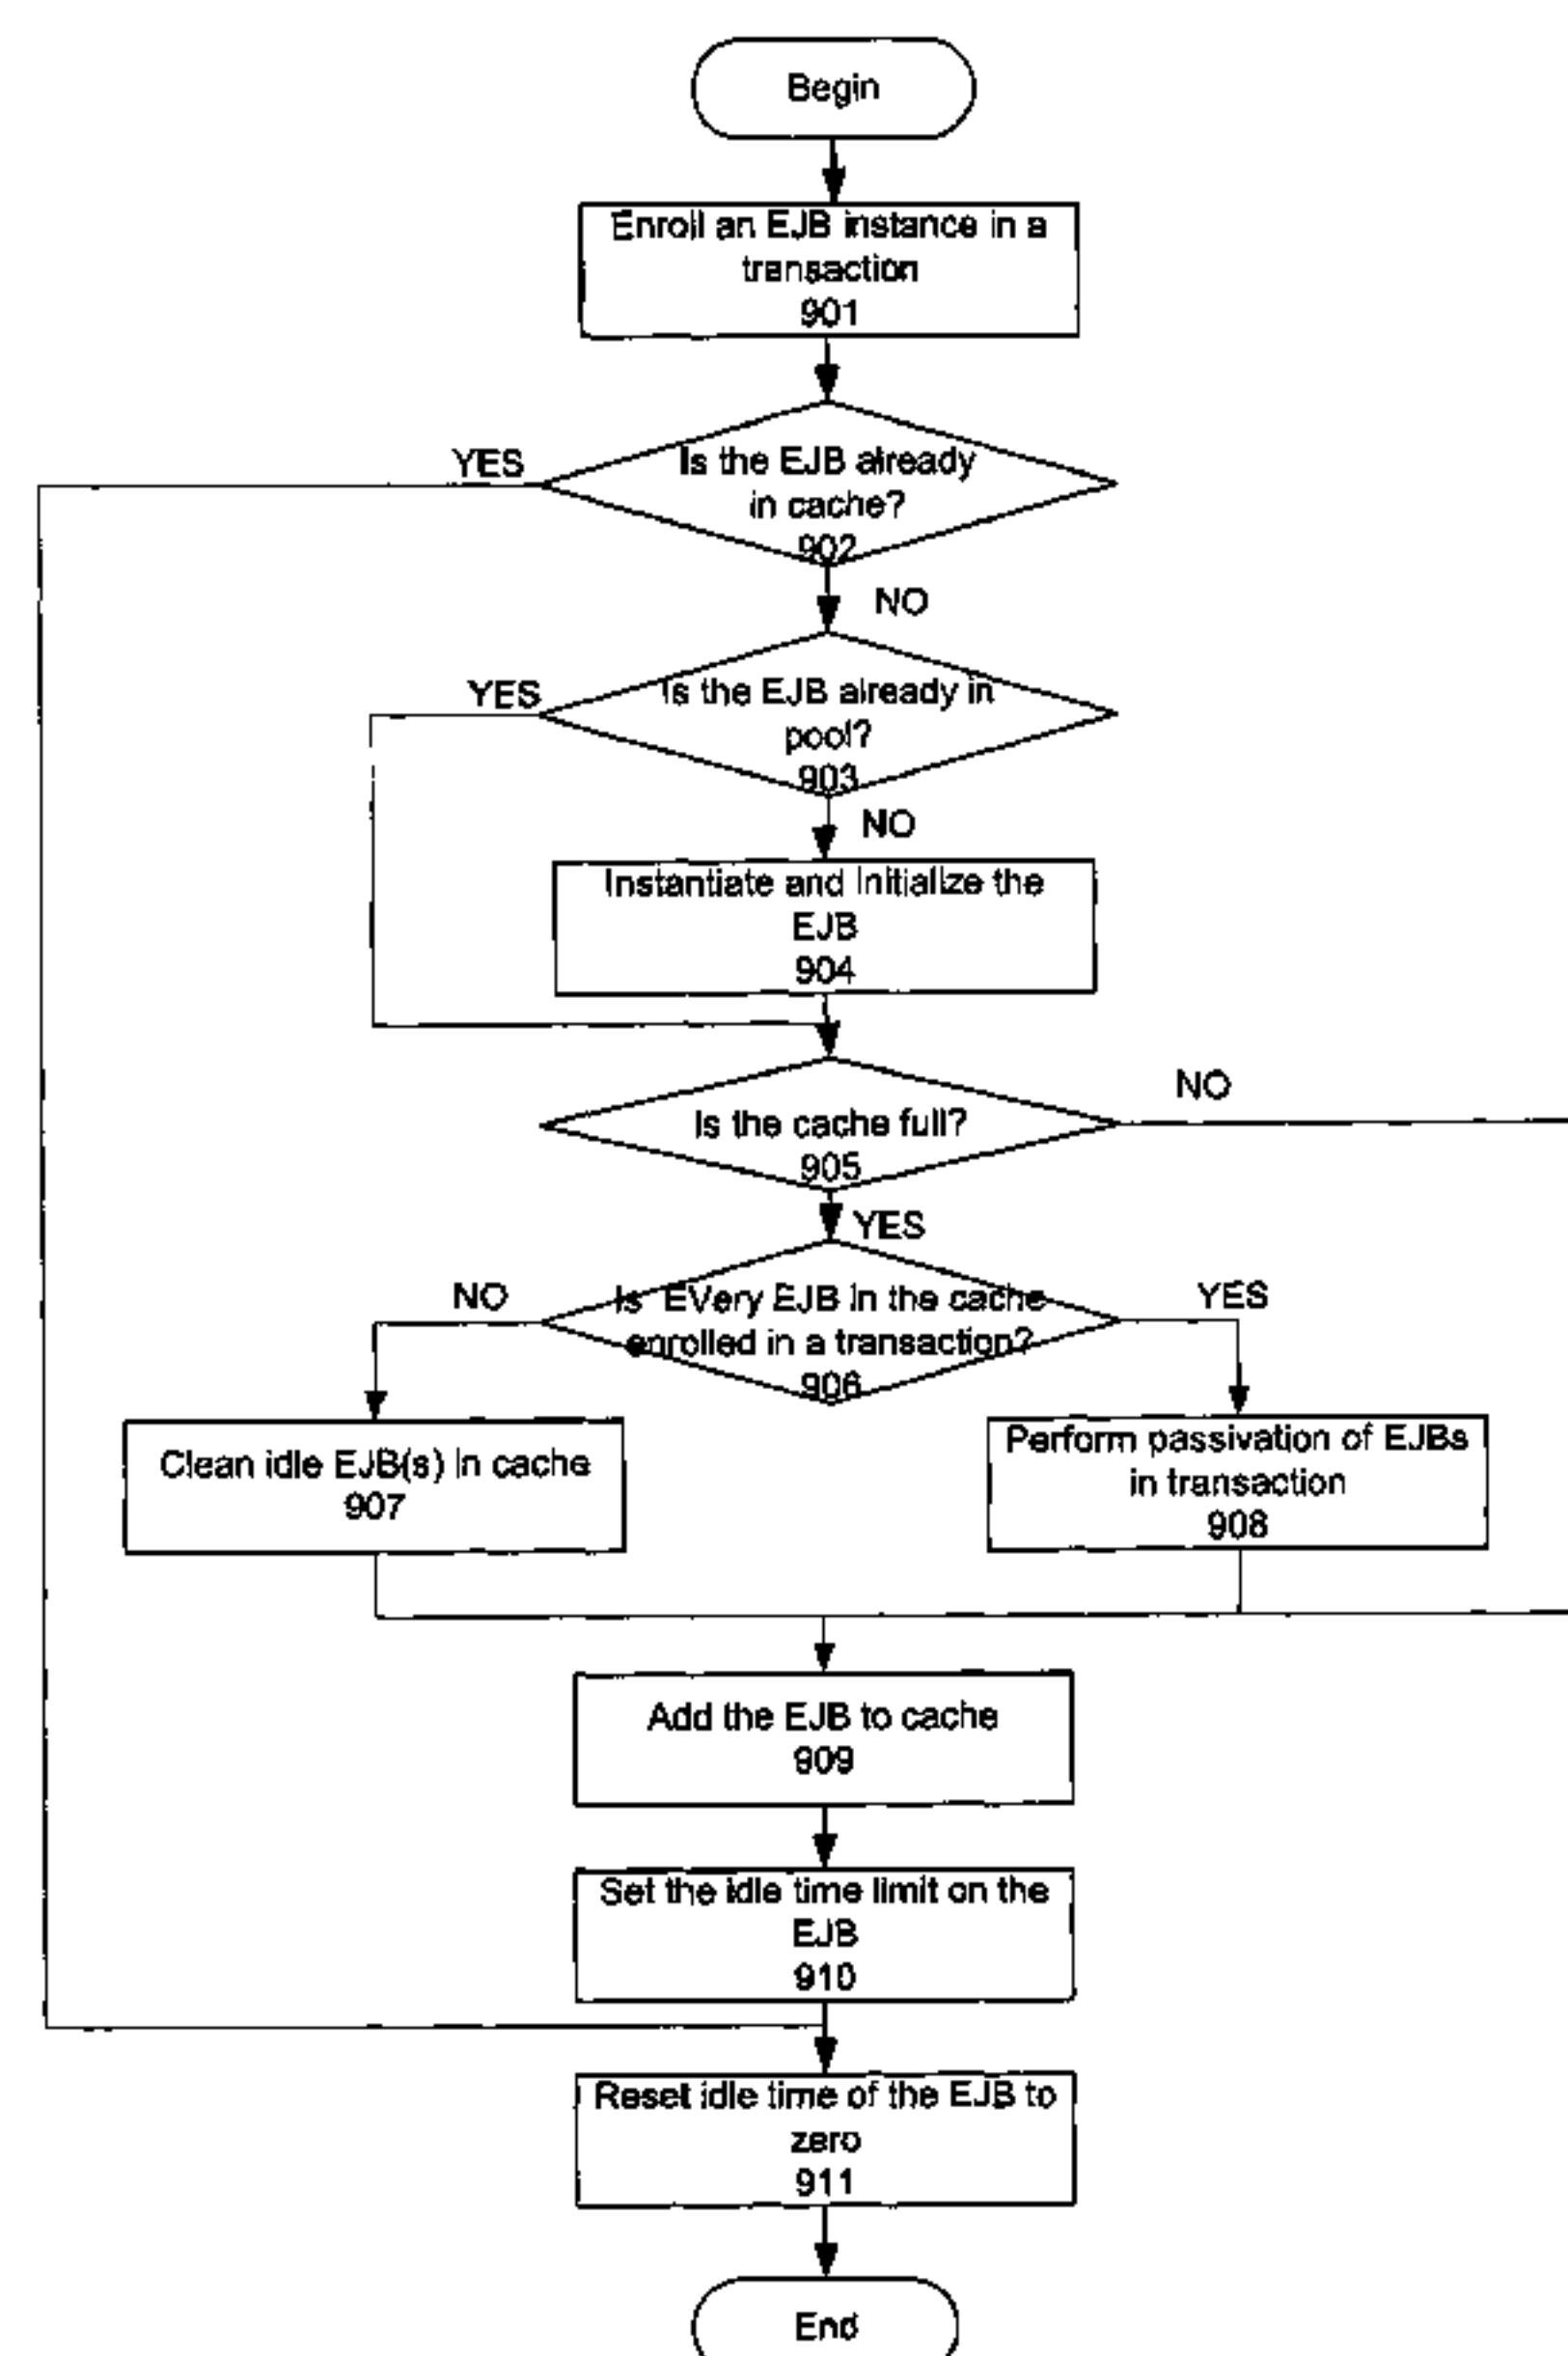 Begin
Enroll an EJB instance in a
transaction
901
YES
Is the EJB already
in cache?
902
NO
YES
Is the EJB already in
pool?
903
NO
Instantiate and Initialize the
EJB
904
NO
Is the cache full?
905
YES
NO
Is EVery EJB in the cache
enrolled in a transaction?
906
YES
Clean idle EJB(s) in cache
907
Perform passivation of EJBs
in transaction
908
Add the EJB to cache
909
Set the idle time limit on the
EJB
910
Reset idle time of the EJB to
zero
911
End